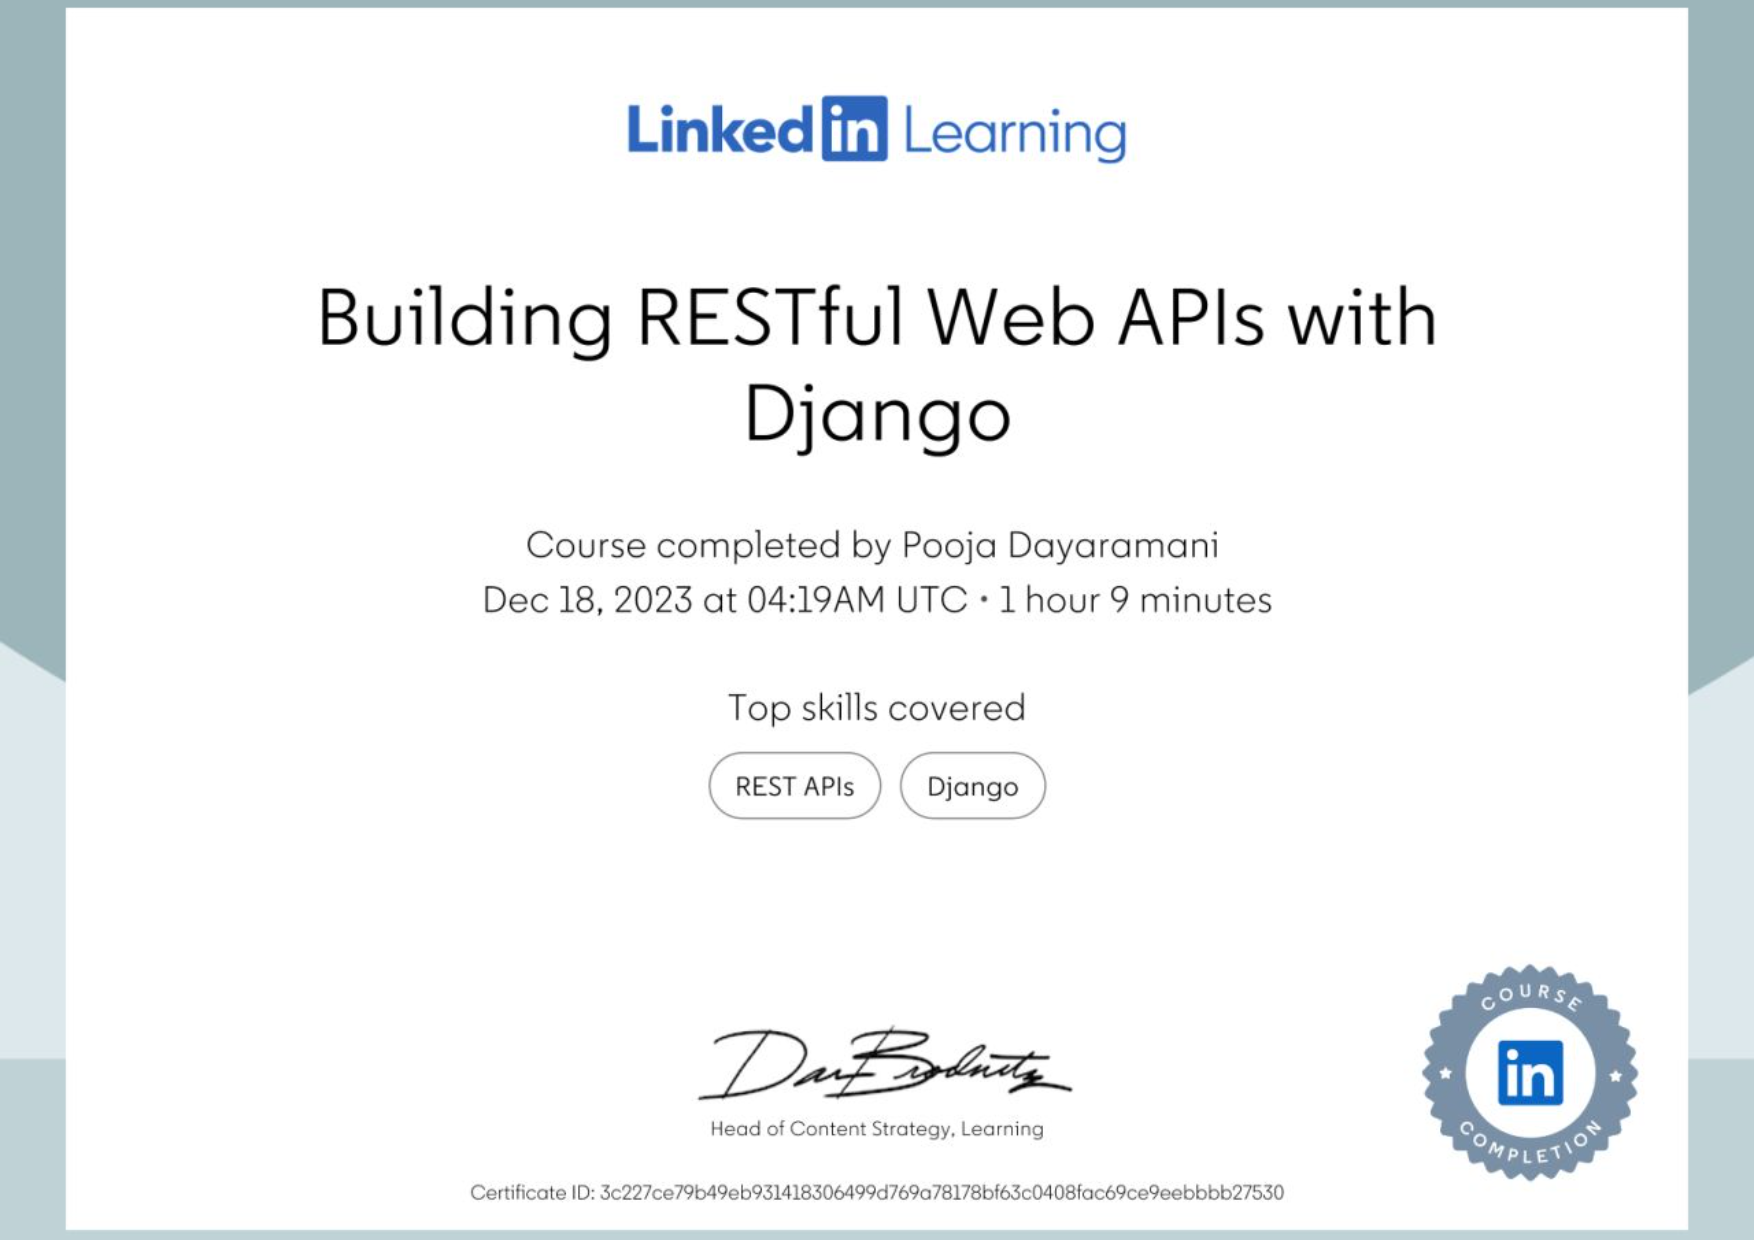 Linked in Learning
Building RESTful Web APIs with
Django
Course completed by Pooja Dayaramani
Dec 18, 2023 at 04:19AM UTC • 1 hour 9 minutes
Top skills covered
REST APIs
Django
Head of Content Strategy, Learning
COURSE
in
COMPLETION
Certificate ID: 3c227ce79b49eb931418306499d769a78178bf63c0408fac69ce9eebbbb27530